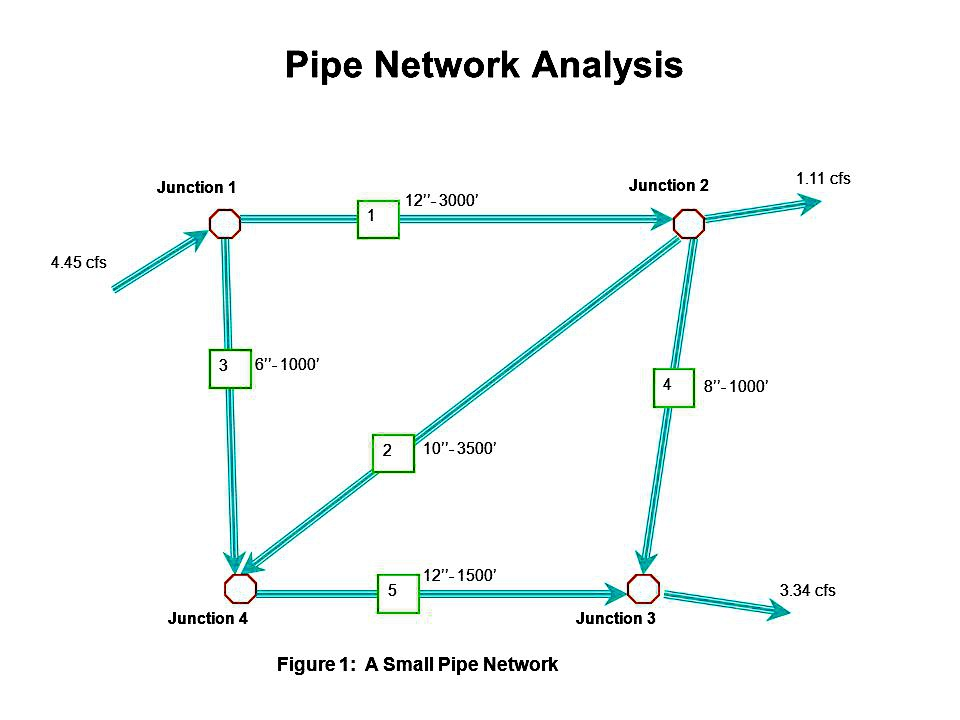 Pipe Network Analysis
1.11 cfs
Junction 1
Junction 2
12’’- 3000’
1
4.45 cfs
3
6’’- 1000’
4
8’’- 1000’
2
10’’- 3500’
12’’- 1500’
5
3.34 cfs
Junction 4
Junction 3
Figure 1: A Small Pipe Network